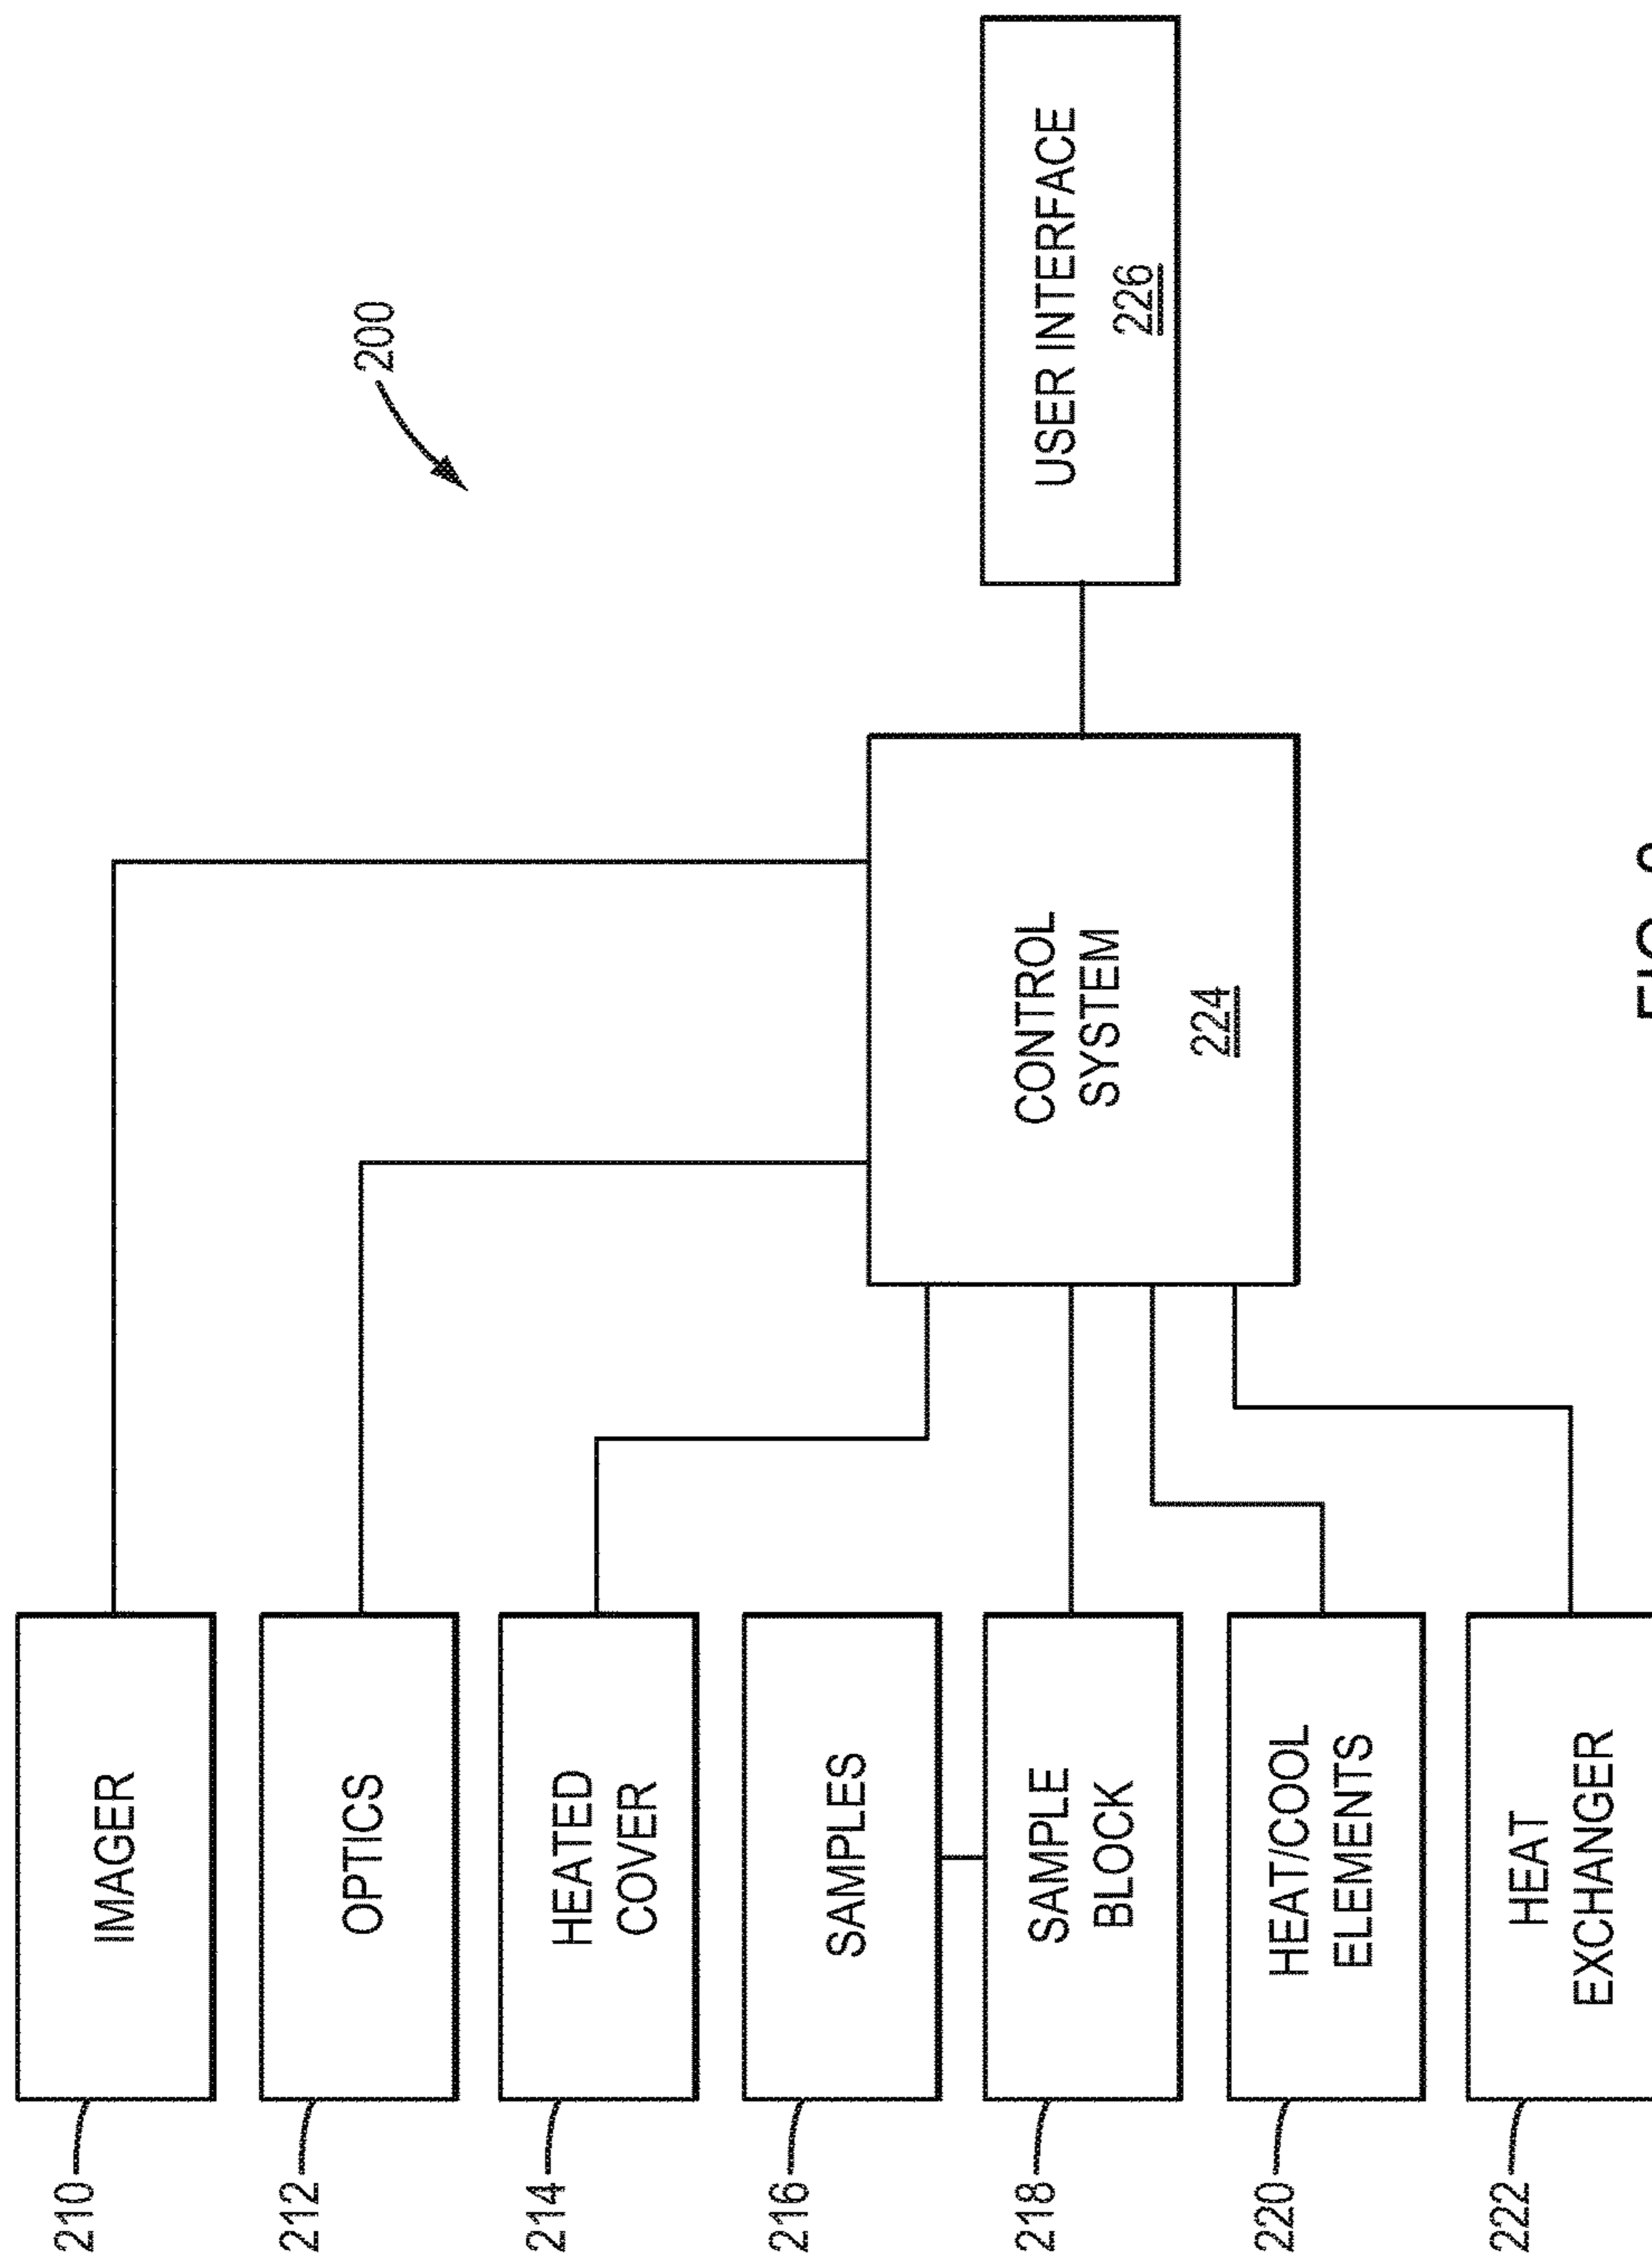 200
210
IMAGER
212
OPTICS
214
HEATED
COVER
216
SAMPLES
218
SAMPLE
BLOCK
220
HEAT/COOL
ELEMENTS
222
HEAT
EXCHANGER
CONTROL
SYSTEM
224
USER INTERFACE
226